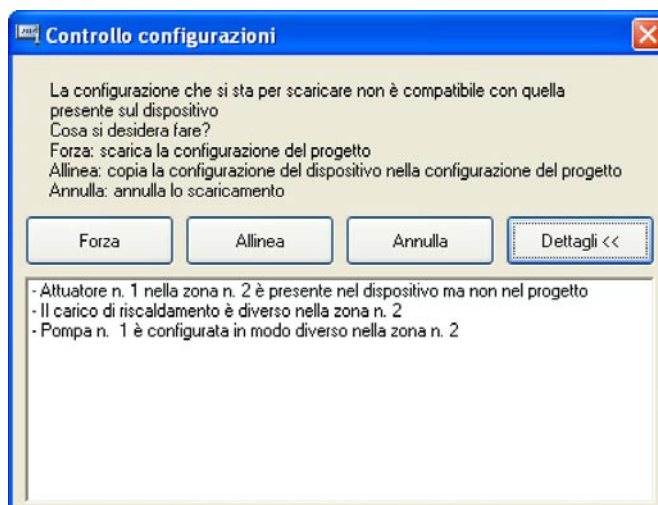 Controllo configurazioni
La configurazione che si sta per scaricare non è compatibile con quella
presente sul dispositivo
Cosa si desidera fare?
Forza: scarica la configurazione del progetto
Allinea: copia la configurazione del dispositivo nella configurazione del progetto
Annulla: annulla lo scaricamento
Forza Allinea Annulla Dettagli <<
- Attuatore n. 1 nella zona n. 2 è presente nel dispositivo ma non nel progetto
- Il carico di riscaldamento è diverso nella zona n. 2
- Pompa n. 1 è configurata in modo diverso nella zona n. 2